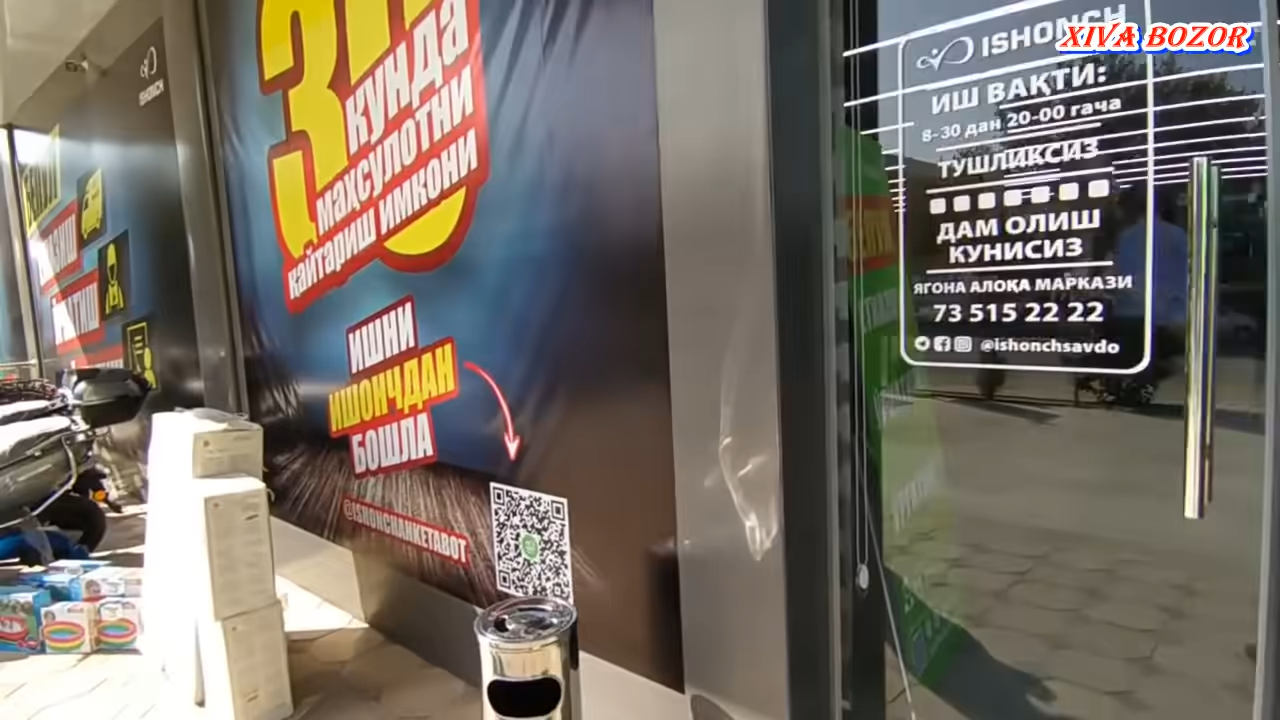 XIVA BOZOR
ISHONCH
КУНДА
МАҲСУЛОТНИ
ҚАЙТАРИШ ИМКОНИ
ИШНИ
ИШОНЧДАН
БОШЛА
@ISHONCHANKETABOT
ISHONCH
ИШ ВАҚТИ:
8-30 дан 20-00 гача
ТУШЛИКСИЗ
ДАМ ОЛИШ
КУНИСИЗ
ЯГОНА АЛОҚА МАРКАЗИ
73 515 22 22
@ishonchsavdo